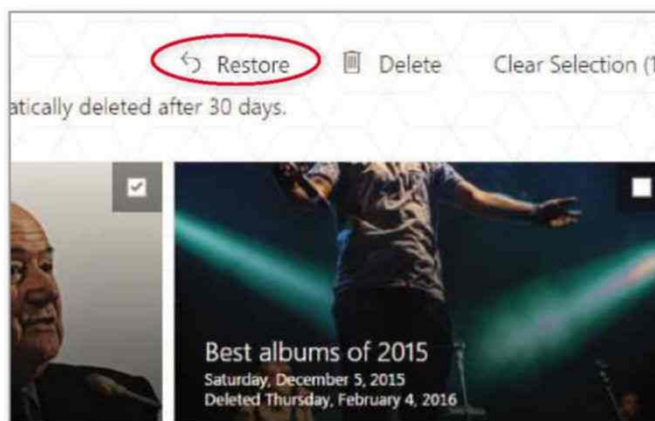 Restore Delete Clear Selection (1
atically deleted after 30 days.
Best albums of 2015
Saturday, December 5, 2015
Deleted Thursday, February 4, 2016